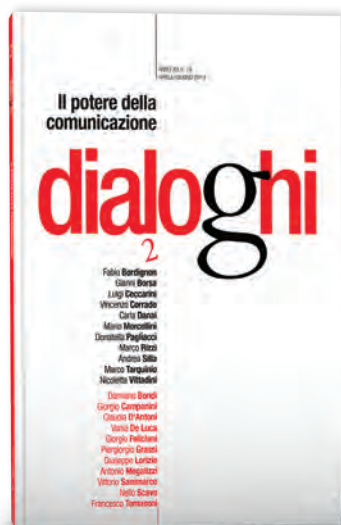 Il potere della
comunicazione
dialoghi
2
Fabio Bordignon
Gianni Borsa
Luigi Ceccarini
Vincenzo Corrado
Carla Danai
Mario Morcellini
Donatella Pagliacci
Marco Rizzi
Andrea Silla
Marco Tarquinio
Nicoletta Vittadini
Damiano Bondi
Giorgio Campanini
Claudia D'Antoni
Vania De Luca
Giorgio Feliciani
Piergiorgio Grassi
Giuseppe Lorizio
Antonio Megalizzi
Vittorio Sammarco
Nello Scavo
Francesco Tomasoni